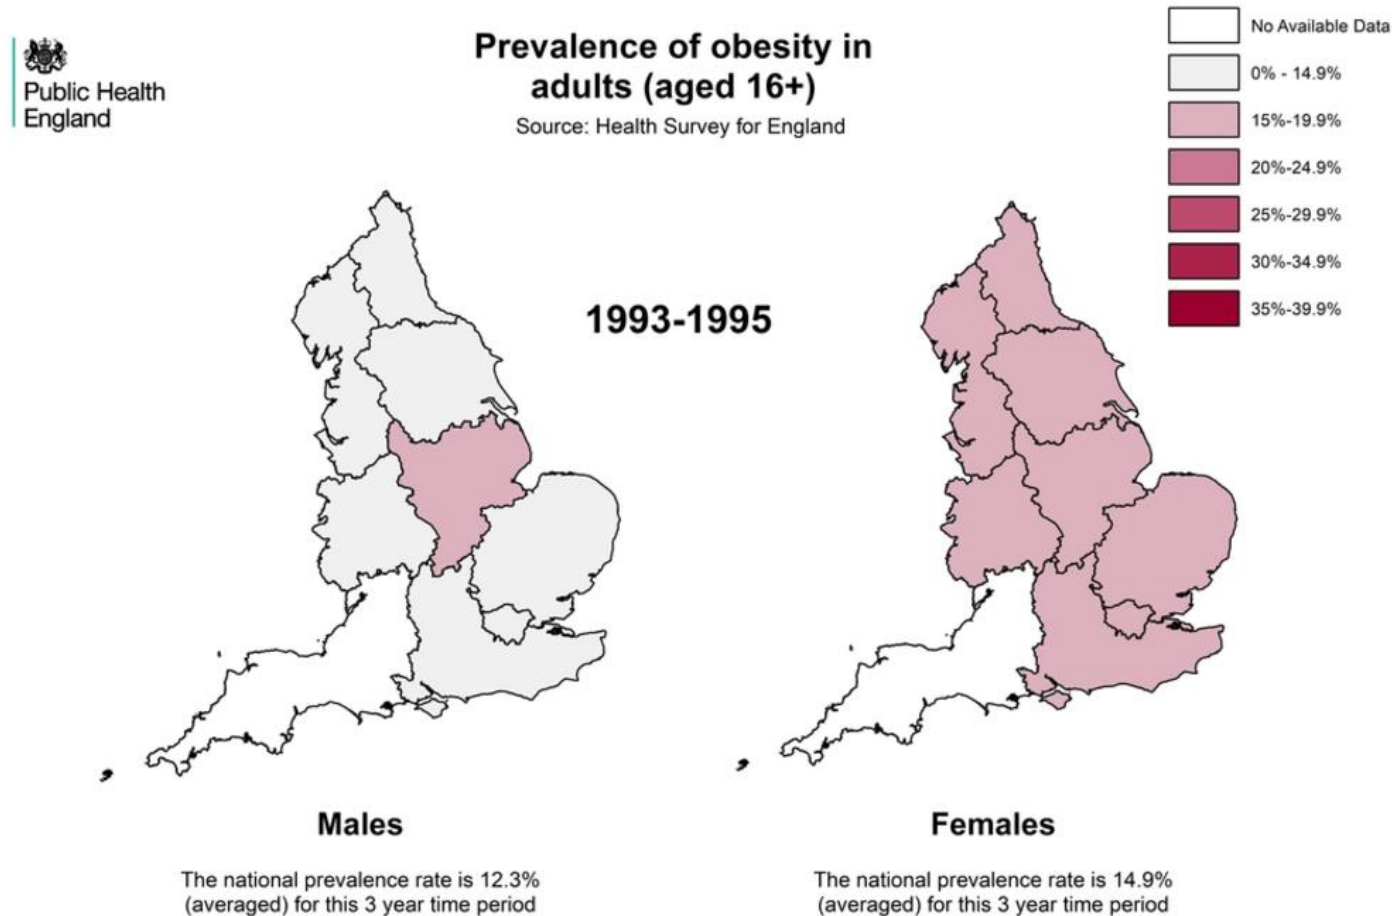 Public Health
England
Prevalence of obesity in
adults (aged 16+)
Source: Health Survey for England
No Available Data
0% - 14.9%
15%-19.9%
20%-24.9%
25%-29.9%
30%-34.9%
35%-39.9%
1993-1995
Males
The national prevalence rate is 12.3%
(averaged) for this 3 year time period
Females
The national prevalence rate is 14.9%
(averaged) for this 3 year time period